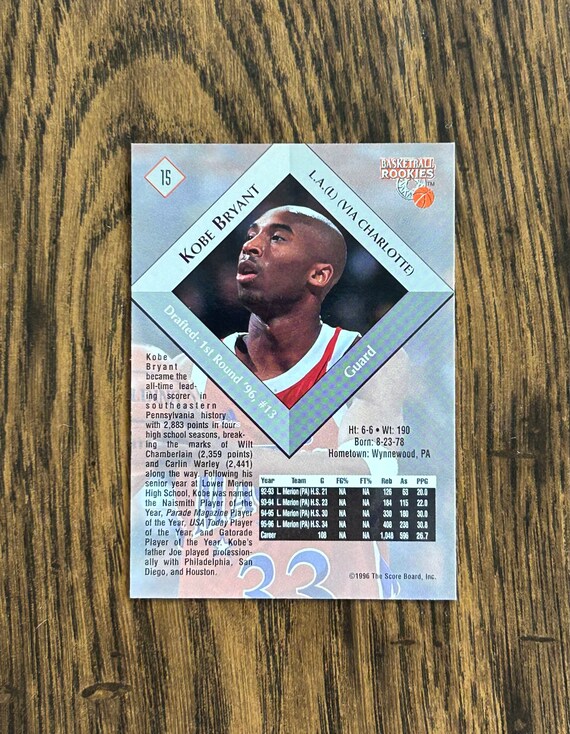 15
BASKETBALL
ROOKIES
TM
KOBE BRYANT
L.A.(L) (VIA CHARLOTTE)
Drafted: 1st Round '96, #13
Guard
Kobe
Bryant
became the
all-time lead-
ing scorer in
southeastern
Pennsylvania history
with 2,883 points in four
high school seasons, break-
ing the marks of Wilt
Chamberlain (2,359 points)
and Carlin Warley (2,441)
along the way. Following his
senior year at Lower Merion
High School, Kobe was named
the Naismith Player of the
Year, Parade Magazine Player
of the Year, USA Today Player
of the Year, and Gatorade
Player of the Year. Kobe's
father Joe played profession-
ally with Philadelphia, San
Diego, and Houston.
Ht: 6-6 • Wt: 190
Born: 8-23-78
Hometown: Wynnewood, PA
Year Team G FG% FT% Reb As PPG
92-93 L. Merion (PA) H.S. 21 NA NA 126 63
93-94 L. Merion (PA) H.S. 23 NA NA 184 115
94-95 L. Merion (PA) H.S. 30 NA NA 330 30.8
95-96 L. Merion (PA) H.S. 34 NA NA 408 238 30.8
Career 108 NA NA 1,048 596 26.7
33
©1996 The Score Board, Inc.